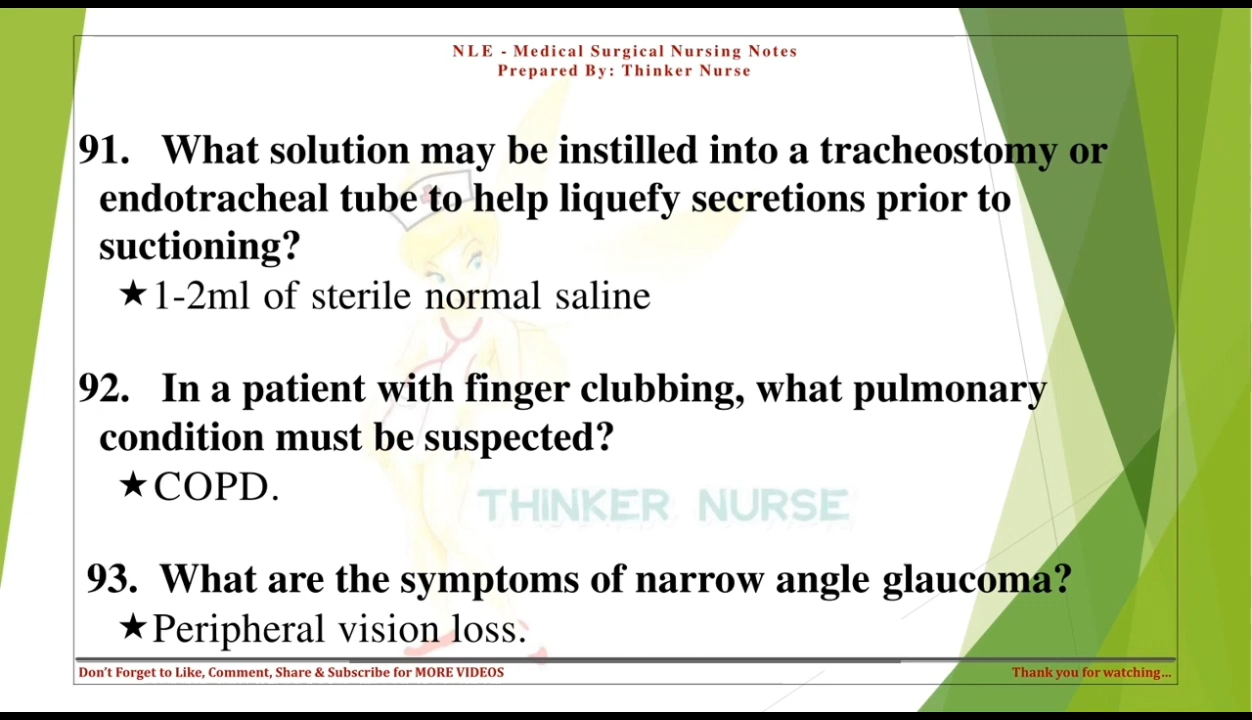 NLE - Medical Surgical Nursing Notes
Prepared By: Thinker Nurse
91. What solution may be instilled into a tracheostomy or
endotracheal tube to help liquefy secretions prior to
suctioning?
★1-2ml of sterile normal saline
92. In a patient with finger clubbing, what pulmonary
condition must be suspected?
★COPD.
THINKER NURSE
93. What are the symptoms of narrow angle glaucoma?
★Peripheral vision loss.
Don't Forget to Like, Comment, Share & Subscribe for MORE VIDEOS
Thank you for watching...